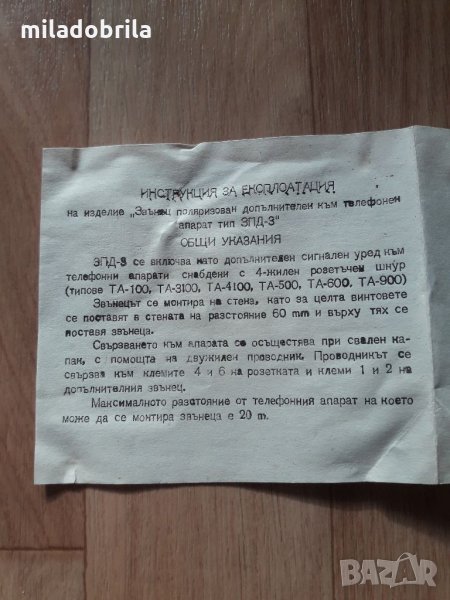 miladobrila
ИНСТРУКЦИЯ ЗА ЕКСПЛОАТАЦИЯ
на изделие „Звънец поляризован допълнителен към телефонен
апарат тип ЗПД-3"
ОБЩИ УКАЗАНИЯ
ЗПД-3 се включва като допълнителен сигнален уред към
телефонни апарати снабдени с 4-жилен розетъчен шнур
(типове ТА-100, ТА-3100, ТА-4100, ТА-500, ТА-600, ТА-900)
Звънецът се монтира на стена, като за целта винтовете
се поставят в стената на разстояние 60 mm и върху тях се
поставя звънеца.
Свързването към апарата се осъществява при свален ка-
пак, с помощта на двужилен проводник. Проводникът се
свързва към клемите 4 и 6 на розетката и клеми 1 и 2 на
допълнителния звънец.
Максималното разстояние от телефонния апарат на което
може да се монтира звънеца е 20 m.
BAZAR